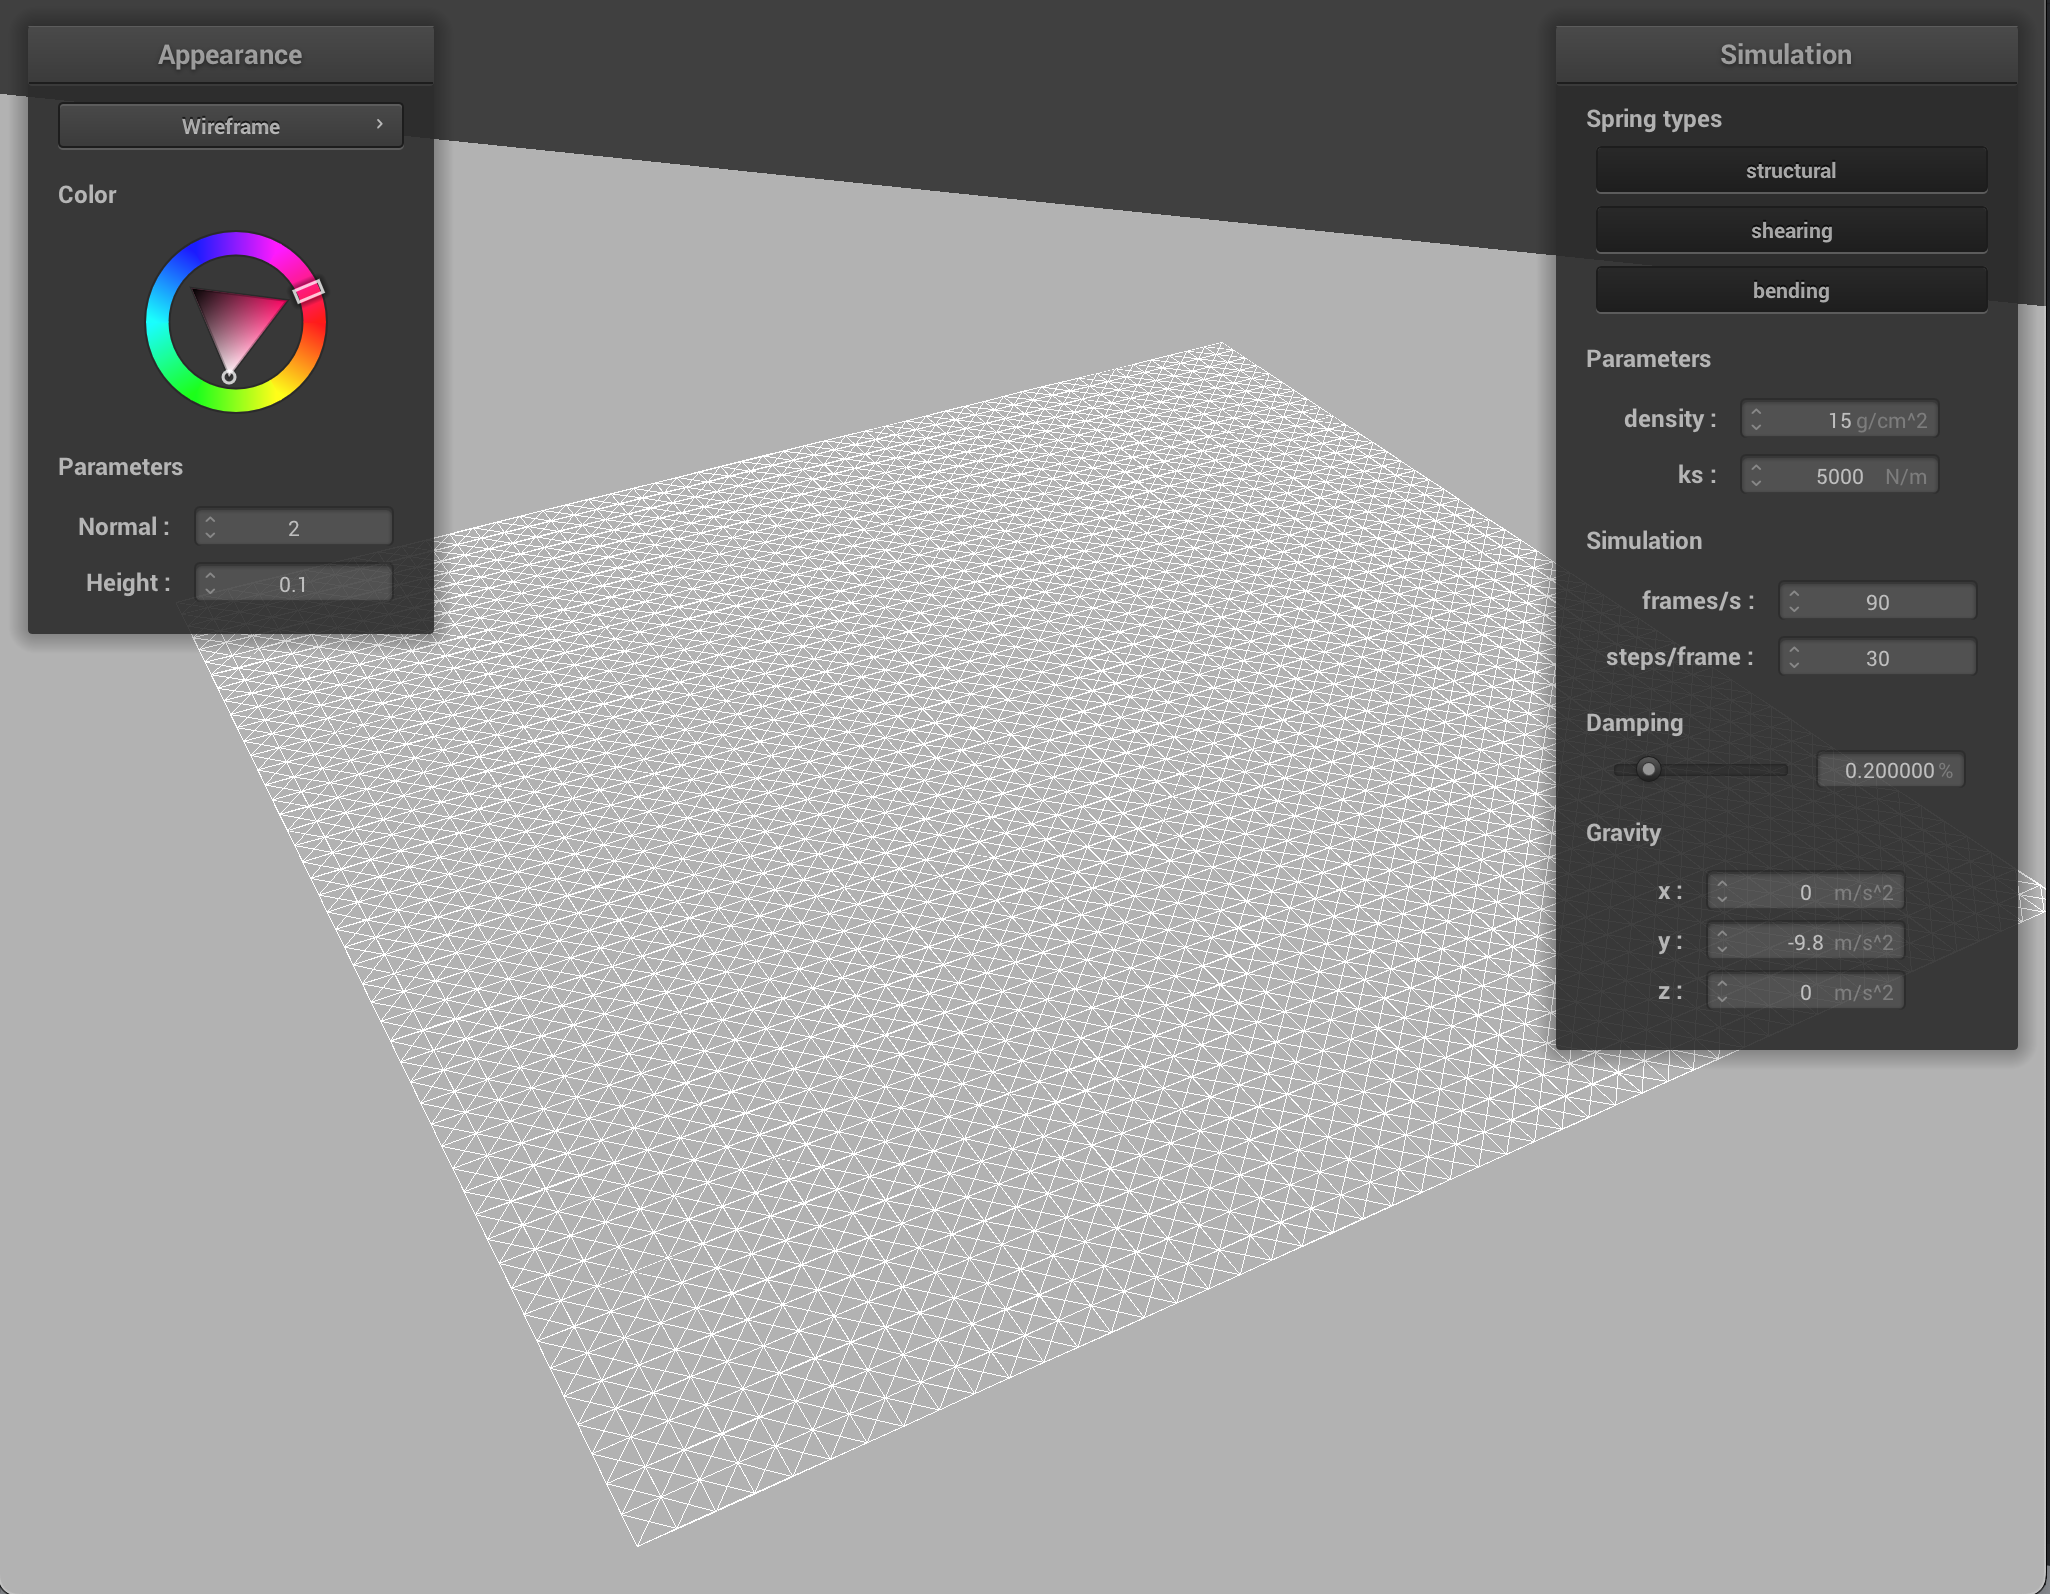 Appearance
Wireframe
Color
Parameters
Normal : 2
Height : 0.1
Simulation
Spring types
structural
shearing
bending
Parameters
density : 15 g/cm^2
ks : 5000 N/m
Simulation
frames/s : 90
steps/frame : 30
Damping
0.200000 %
Gravity
x : 0 m/s^2
y : -9.8 m/s^2
z : 0 m/s^2